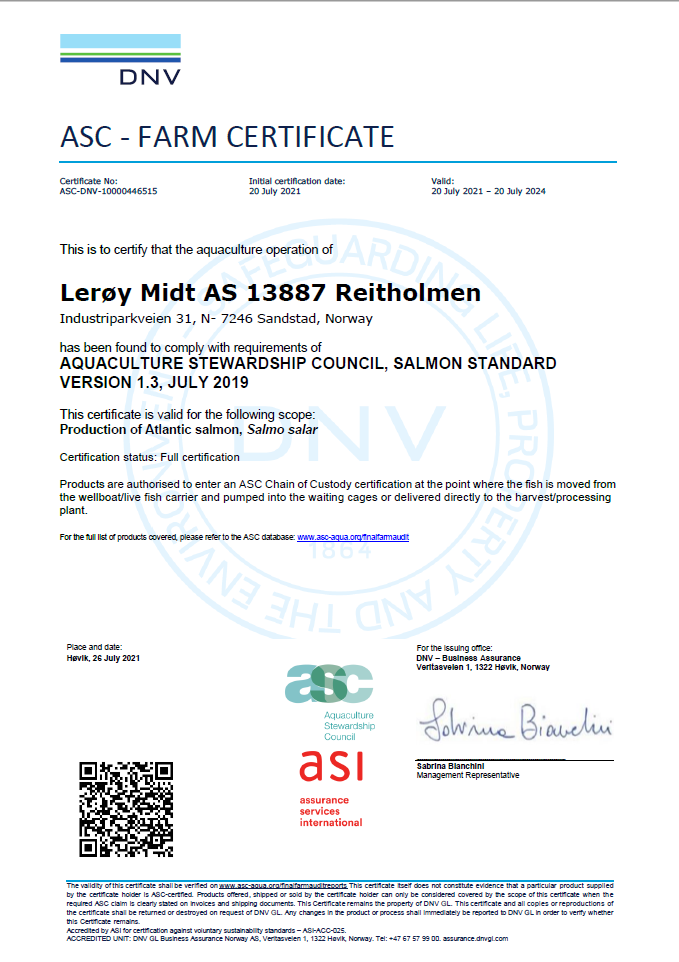 DNV
ASC - FARM CERTIFICATE
Certificate No:
ASC-DNV-10000446515
Initial certification date:
20 July 2021
Valid:
20 July 2021 – 20 July 2024
This is to certify that the aquaculture operation of
Lerøy Midt AS 13887 Reitholmen
Industriparkveien 31, N- 7246 Sandstad, Norway
has been found to comply with requirements of
AQUACULTURE STEWARDSHIP COUNCIL, SALMON STANDARD
VERSION 1.3, JULY 2019
This certificate is valid for the following scope:
Production of Atlantic salmon, Salmo salar
Certification status: Full certification
Products are authorised to enter an ASC Chain of Custody certification at the point where the fish is moved from
the wellboat/live fish carrier and pumped into the waiting cages or delivered directly to the harvest/processing
plant.
For the full list of products covered, please refer to the ASC database: www.asc-aqua.org/finalfarmaudit
SAFEGUARDING LIFE, PROPERTY AND THE ENVIRONMENT
DNV
1864
Place and date:
Høvik, 26 July 2021
For the issuing office:
DNV – Business Assurance
Veritasveien 1, 1322 Høvik, Norway
asc
Aquaculture
Stewardship
Council
asi
assurance
services
international
Sabrina Bianchini
Sabrina Bianchini
Management Representative
The validity of this certificate shall be verified on www.asc-aqua.org/finalfarmauditreports This certificate itself does not constitute evidence that a particular product supplied
by the certificate holder is ASC-certified. Products offered, shipped or sold by the certificate holder can only be considered covered by the scope of this certificate when the
required ASC claim is clearly stated on invoices and shipping documents. This Certificate remains the property of DNV GL. This certificate and all copies or reproductions of
the certificate shall be returned or destroyed on request of DNV GL. Any changes in the product or process shall immediately be reported to DNV GL in order to verify whether
this Certificate remains.
Accredited by ASI for certification against voluntary sustainability standards – ASI-ACC-025.
ACCREDITED UNIT: DNV GL Business Assurance Norway AS, Veritasveien 1, 1322 Høvik, Norway. Tel: +47 67 57 99 00. assurance.dnvgl.com